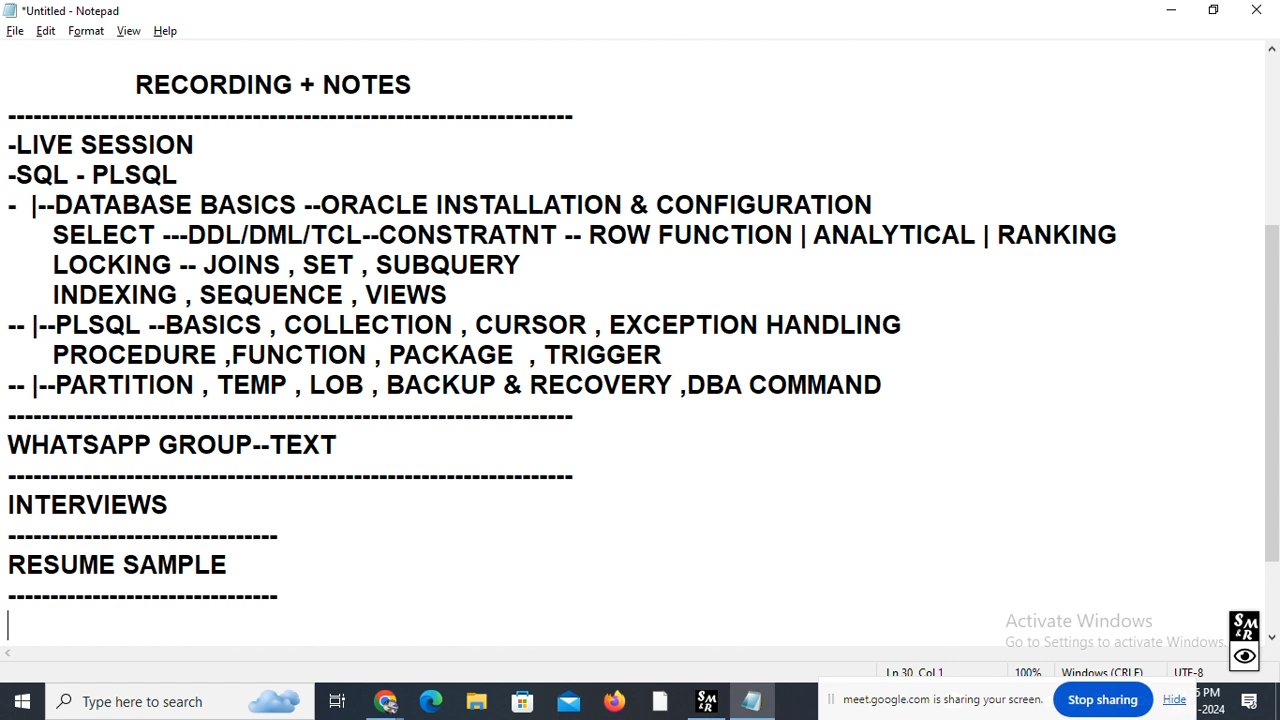 *Untitled - Notepad
File Edit Format View Help
RECORDING + NOTES
-------------------------------------------------------------------
-LIVE SESSION
-SQL - PLSQL
- |--DATABASE BASICS --ORACLE INSTALLATION & CONFIGURATION
SELECT ---DDL/DML/TCL--CONSTRATNT -- ROW FUNCTION | ANALYTICAL | RANKING
LOCKING -- JOINS , SET , SUBQUERY
INDEXING , SEQUENCE , VIEWS
-- |--PLSQL --BASICS , COLLECTION , CURSOR , EXCEPTION HANDLING
PROCEDURE ,FUNCTION , PACKAGE , TRIGGER
-- |--PARTITION , TEMP , LOB , BACKUP & RECOVERY ,DBA COMMAND
-------------------------------------------------------------------
WHATSAPP GROUP--TEXT
-------------------------------------------------------------------
INTERVIEWS
--------------------------------
RESUME SAMPLE
--------------------------------
Activate Windows
Go to Settings to activate Windows.
SM&R
Ln 30, Col 1 100% Windows (CRLF) UTF-8
Type here to search
SM&R
meet.google.com is sharing your screen. Stop sharing Hide
PM
-2024